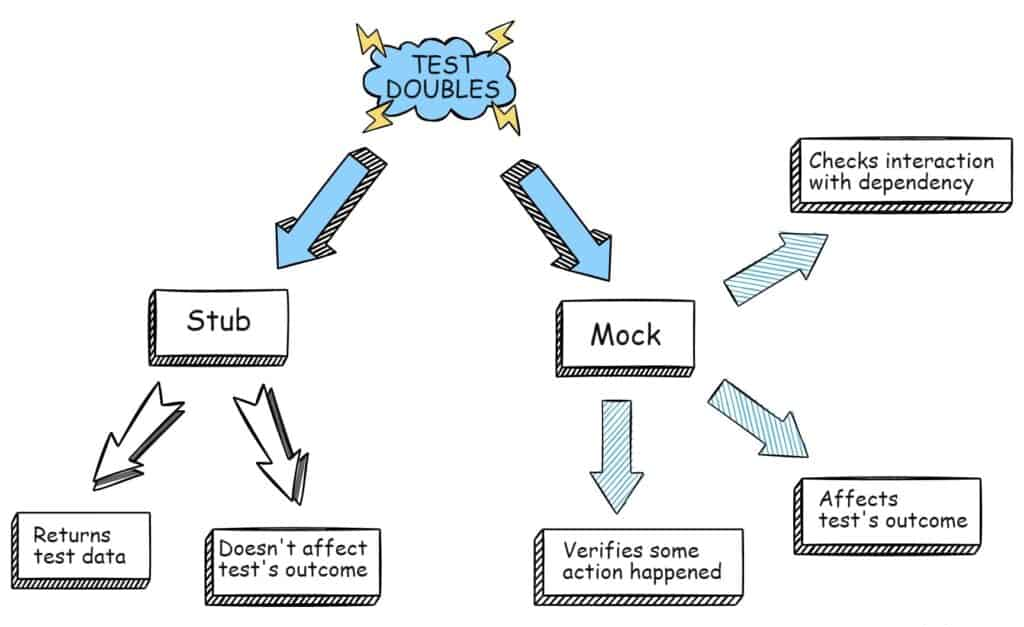 TEST
DOUBLES
Checks interaction
with dependency
Stub
Mock
Returns
test data
Doesn't affect
test's outcome
Verifies some
action happened
Affects
test's outcome